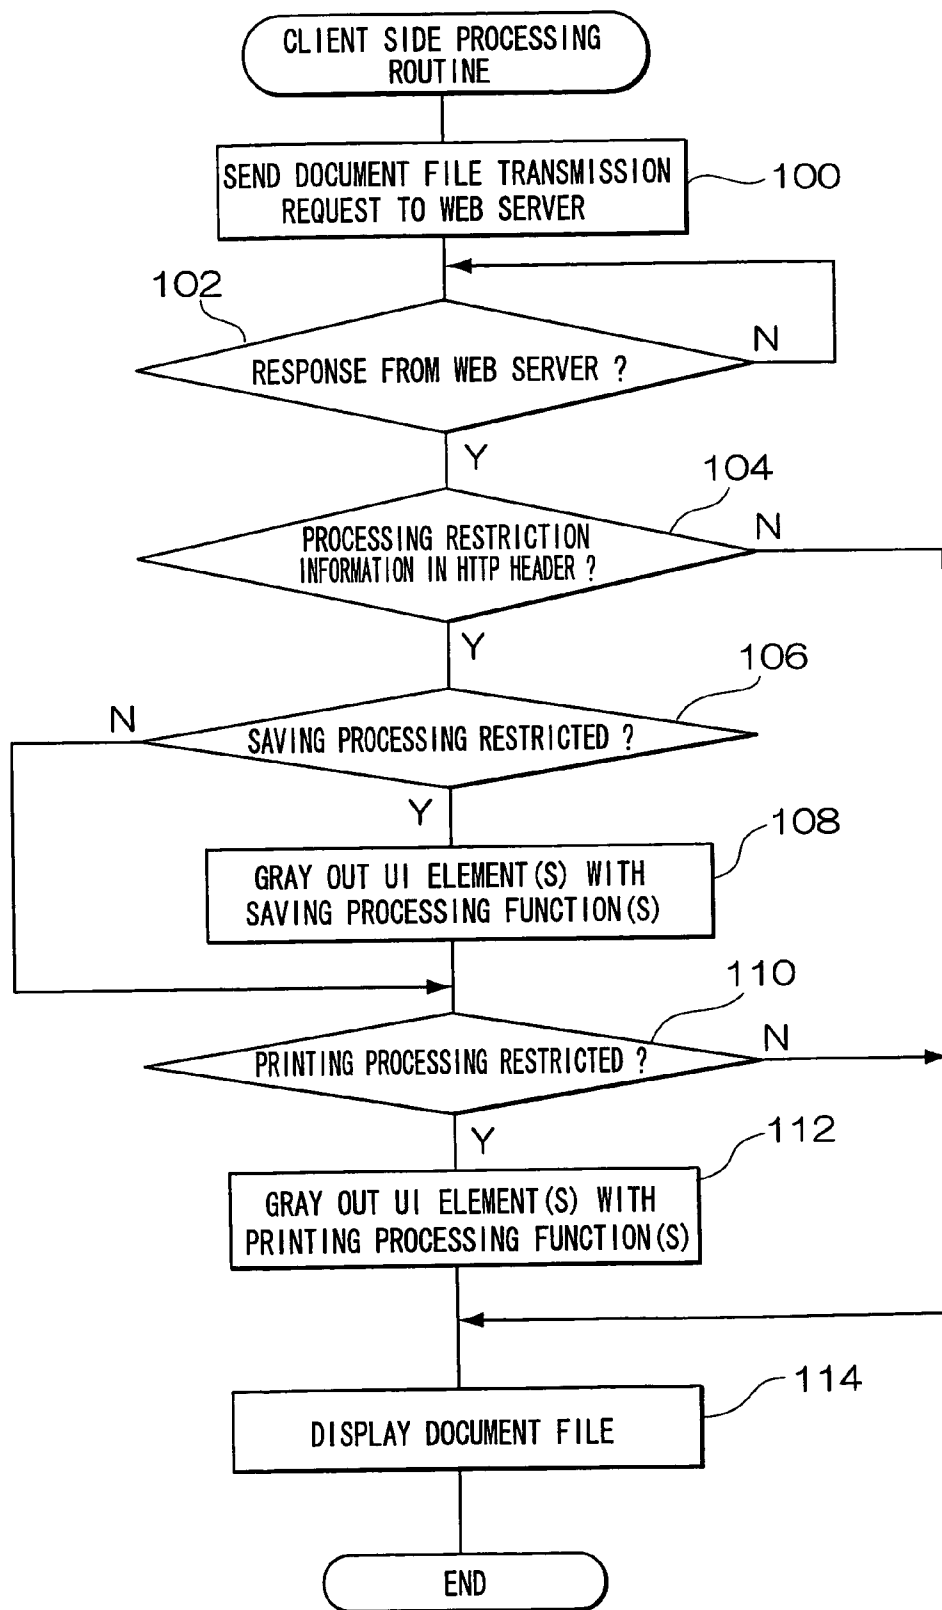 CLIENT SIDE PROCESSING
ROUTINE
SEND DOCUMENT FILE TRANSMISSION
REQUEST TO WEB SERVER
100
102
RESPONSE FROM WEB SERVER ?
N
Y
104
PROCESSING RESTRICTION
INFORMATION IN HTTP HEADER ?
N
Y
106
N
SAVING PROCESSING RESTRICTED ?
Y
108
GRAY OUT UI ELEMENT(S) WITH
SAVING PROCESSING FUNCTION(S)
110
N
PRINTING PROCESSING RESTRICTED ?
Y
112
GRAY OUT UI ELEMENT(S) WITH
PRINTING PROCESSING FUNCTION(S)
114
DISPLAY DOCUMENT FILE
END